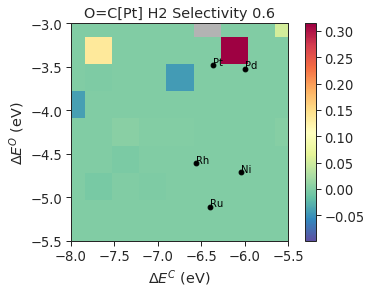 O=C[Pt] H2 Selectivity 0.6
−3.0
−3.5
−4.0
−4.5
−5.0
−5.5
ΔE^O (eV)
Pt
Pd
Rh
Ni
Ru
−8.0 −7.5 −7.0 −6.5 −6.0 −5.5
ΔE^C (eV)
0.30
0.25
0.20
0.15
0.10
0.05
0.00
−0.05